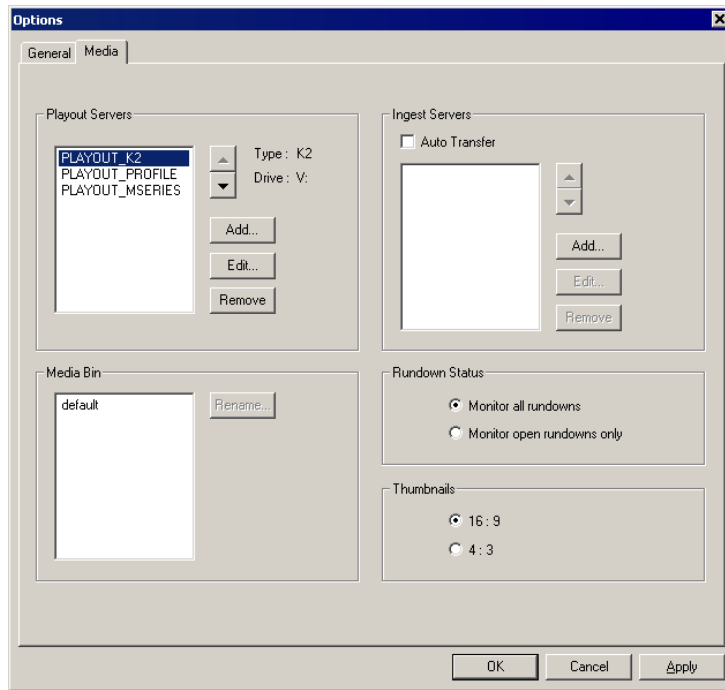 Options
General
Media
Playout Servers
PLAYOUT_K2
PLAYOUT_PROFILE
PLAYOUT_MSERIES
Type : K2
Drive : V:
Add...
Edit...
Remove
Ingest Servers
Auto Transfer
Add...
Edit...
Remove
Media Bin
default
Rename...
Rundown Status
Monitor all rundowns
Monitor open rundowns only
Thumbnails
16 : 9
4 : 3
OK
Cancel
Apply